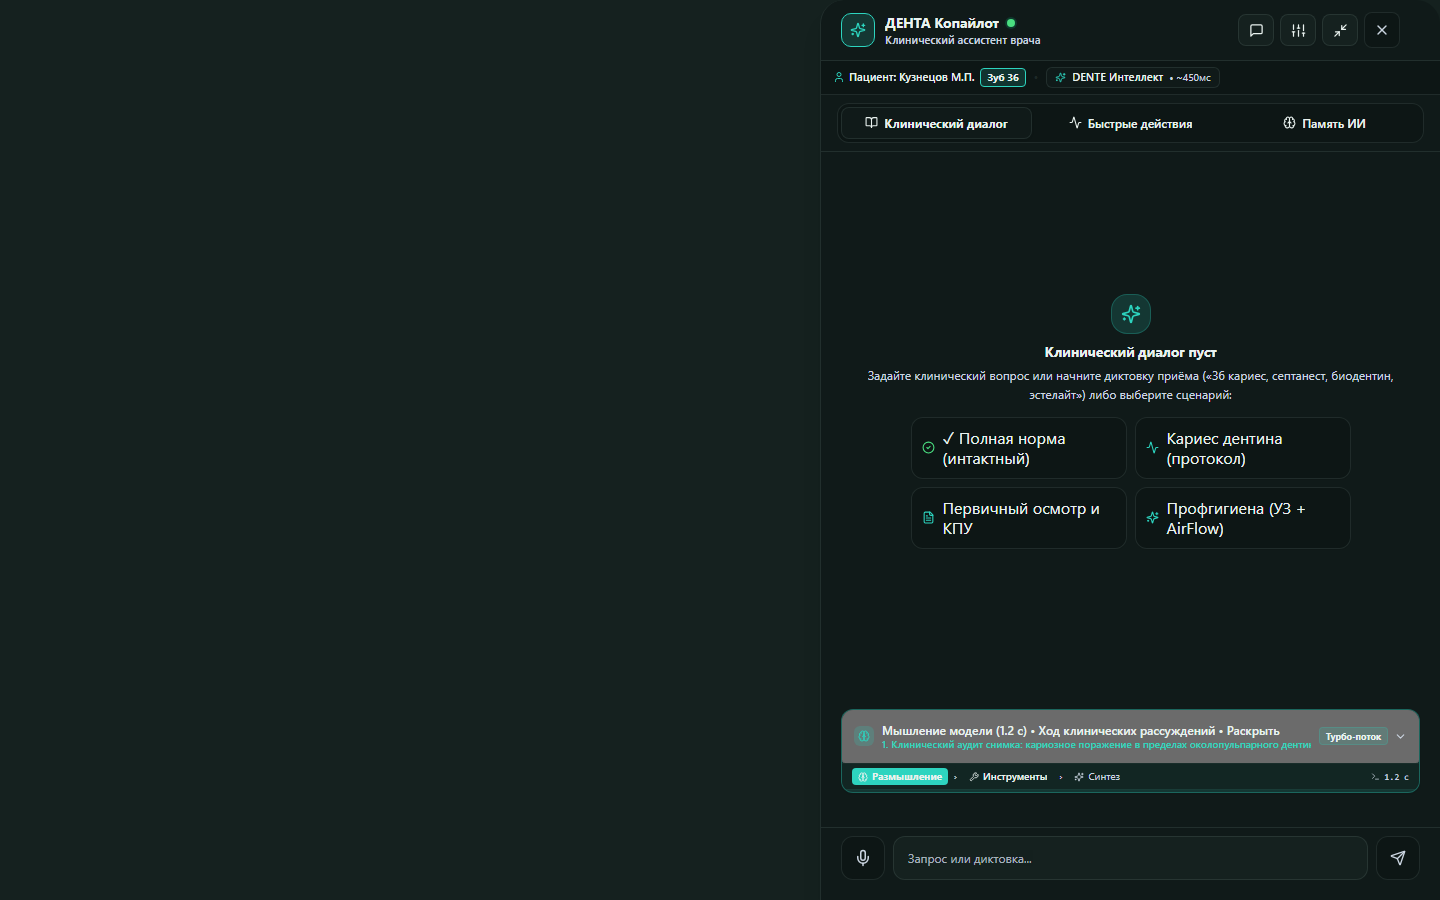 ДЕНТА Копайлот
Клинический ассистент врача
Пациент: Кузнецов М.П. Зуб 36 DENTE Интеллект • ~450мс
Клинический диалог Быстрые действия Память ИИ
Клинический диалог пуст
Задайте клинический вопрос или начните диктовку приёма («36 кариес, септанест, биодентин,
эстелайт») либо выберите сценарий:
✓ Полная норма
(интактный)
Кариес дентина
(протокол)
Первичный осмотр и
КПУ
Профгигиена (УЗ +
AirFlow)
Мышление модели (1.2 с) • Ход клинических рассуждений • Раскрыть
1. Клинический аудит снимка: кариозное поражение в пределах околопульпарного дентин
Турбо-поток
Размышление › Инструменты › Синтез 1.2 с
Запрос или диктовка...